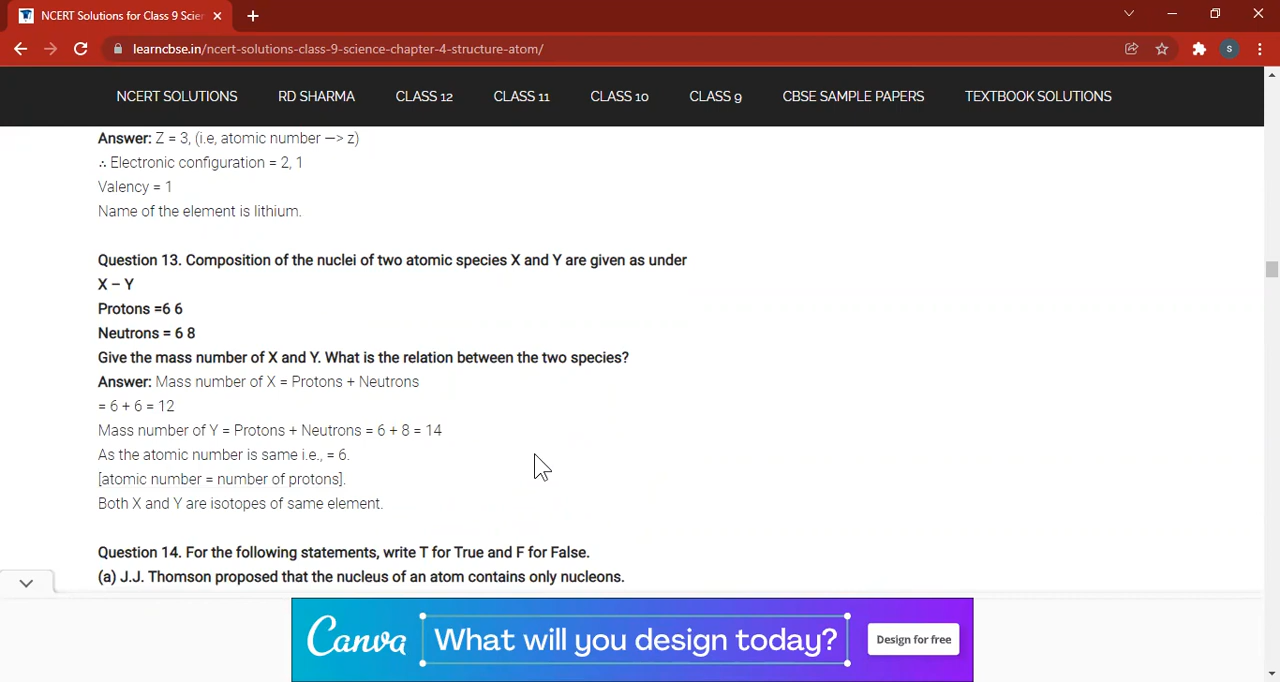 NCERT Solutions for Class 9 Scie
learncbse.in/ncert-solutions-class-9-science-chapter-4-structure-atom/
S
NCERT SOLUTIONS RD SHARMA CLASS 12 CLASS 11 CLASS 10 CLASS 9 CBSE SAMPLE PAPERS TEXTBOOK SOLUTIONS
Answer: Z = 3, (i.e, atomic number —> z)
∴ Electronic configuration = 2, 1
Valency = 1
Name of the element is lithium.
Question 13. Composition of the nuclei of two atomic species X and Y are given as under
X – Y
Protons =6 6
Neutrons = 6 8
Give the mass number of X and Y. What is the relation between the two species?
Answer: Mass number of X = Protons + Neutrons
= 6 + 6 = 12
Mass number of Y = Protons + Neutrons = 6 + 8 = 14
As the atomic number is same i.e., = 6.
[atomic number = number of protons].
Both X and Y are isotopes of same element.
Question 14. For the following statements, write T for True and F for False.
(a) J.J. Thomson proposed that the nucleus of an atom contains only nucleons.
Canva What will you design today? Design for free